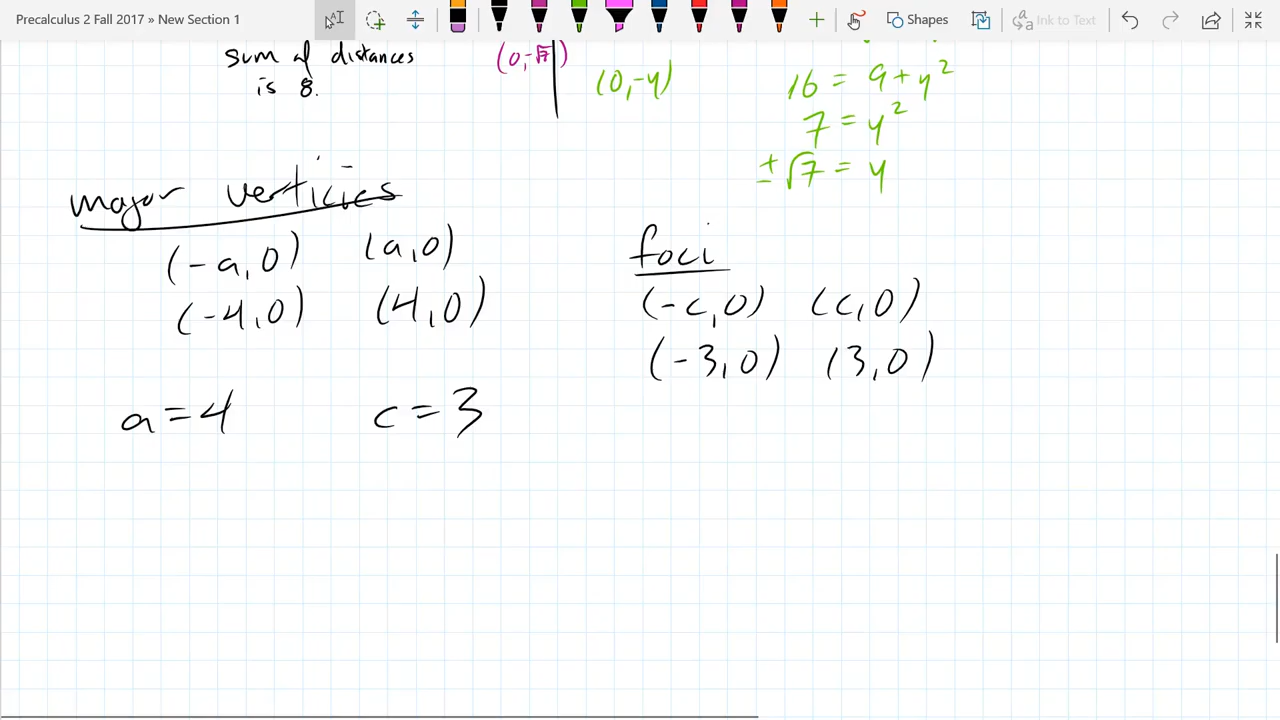 Precalculus 2 Fall 2017 » New Section 1
Shapes
Ink to Text
sum of distances
is 8.
(0,-√7)
(0,-y)
16 = 9 + y²
7 = y²
± √7 = y
major verticies
(-a,0) (a,0)
(-4,0) (4,0)
foci
(-c,0) (c,0)
(-3,0) (3,0)
a=4 c=3